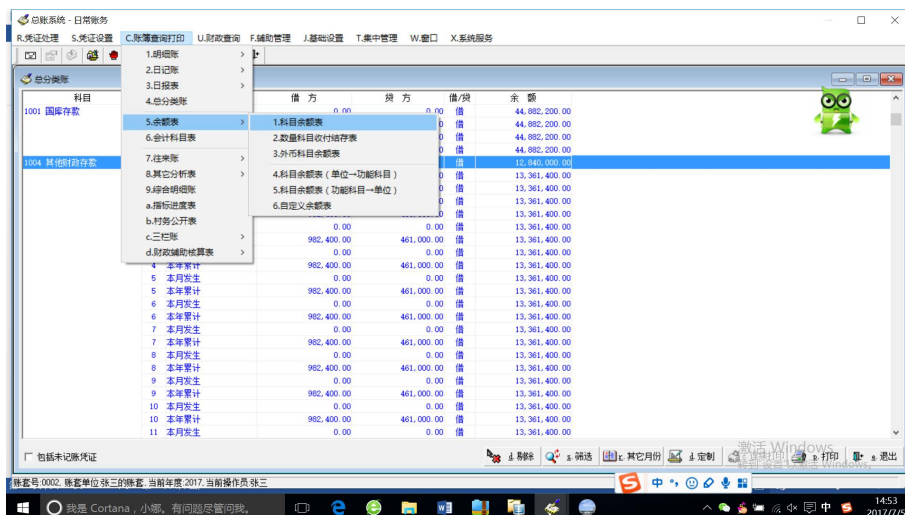 总账系统 - 日常账务
R.凭证处理 S.凭证设置 C.账簿查询打印 U.财政查询 F.辅助管理 J.基础设置 T.集中管理 W.窗口 X.系统服务
1.明细账
2.日记账
3.日报表
4.总分类账
5.余额表
6.会计科目表
7.往来账
8.其它分析表
9.综合明细账
a.指标进度表
b.村务公开表
c.三栏账
d.财政辅助核算表
1.科目余额表
2.数量科目收付结存表
3.外币科目余额表
4.科目余额表(单位→功能科目)
5.科目余额表(功能科目→单位)
6.自定义余额表
总分类账
科目 借 方 贷 方 借/贷 余 额
1001 国库存款 0.00 0.00 借 44,882,200.00
借 44,882,200.00
借 44,882,200.00
借 44,882,200.00
1004 其他财政存款 借 12,840,000.00
借 13,361,400.00
借 13,361,400.00
借 13,361,400.00
借 13,361,400.00
0.00 0.00 借 13,361,400.00
982,400.00 461,000.00 借 13,361,400.00
0.00 0.00 借 13,361,400.00
4 本年累计 982,400.00 461,000.00 借 13,361,400.00
5 本月发生 0.00 0.00 借 13,361,400.00
5 本年累计 982,400.00 461,000.00 借 13,361,400.00
6 本月发生 0.00 0.00 借 13,361,400.00
6 本年累计 982,400.00 461,000.00 借 13,361,400.00
7 本月发生 0.00 0.00 借 13,361,400.00
7 本年累计 982,400.00 461,000.00 借 13,361,400.00
8 本月发生 0.00 0.00 借 13,361,400.00
8 本年累计 982,400.00 461,000.00 借 13,361,400.00
9 本月发生 0.00 0.00 借 13,361,400.00
9 本年累计 982,400.00 461,000.00 借 13,361,400.00
10 本月发生 0.00 0.00 借 13,361,400.00
10 本年累计 982,400.00 461,000.00 借 13,361,400.00
11 本月发生 0.00 0.00 借 13,361,400.00
包括未记账凭证 s.筛选 其它月份 定制 打印 退出
激活 Windows
账套号:0002, 账套单位:张三的账套.当前年度:2017.当前操作员:张三
我是 Cortana，小娜。有问题尽管问我。
中
中
14:53
2017/7/5